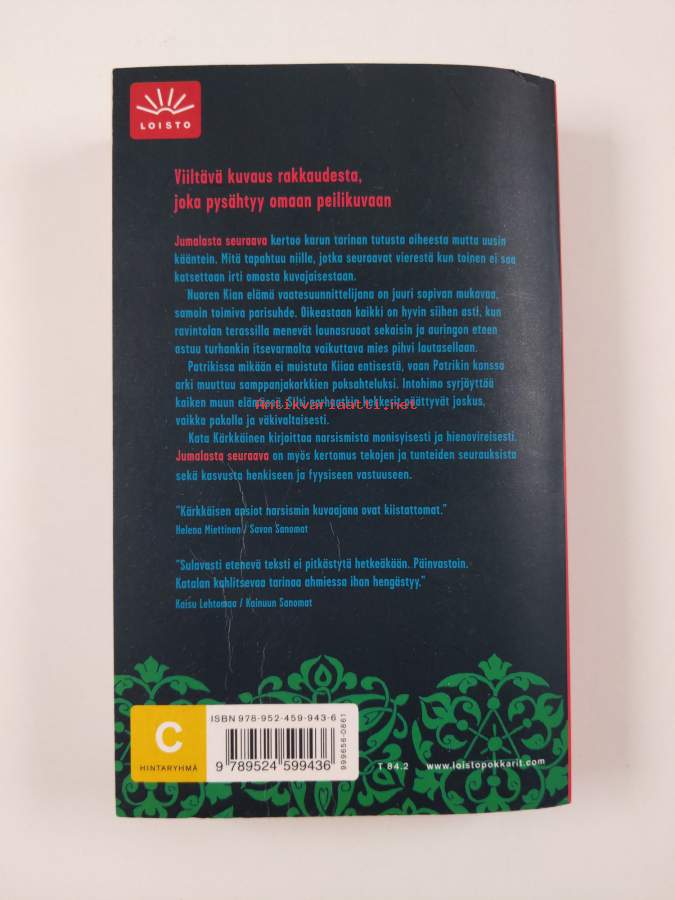 LOISTO
Viiltävä kuvaus rakkaudesta,
joka pysähtyy omaan peilikuvaan
Jumalasta seuraava kertoo karun tarinan tutusta aiheesta mutta uusin
kääntein. Mitä tapahtuu niille, jotka seuraavat vierestä kun toinen ei saa
katsettaan irti omasta kuvajaisestaan.
Nuoren Kian elämä vaatesuunnittelijana on juuri sopivan mukavaa,
samoin toimiva parisuhde. Oikeastaan kaikki on hyvin siihen asti, kun
ravintolan terassilla menevät lounasruoat sekaisin ja auringon eteen
astuu turhankin itsevarmalta vaikuttava mies pihvi lautasellaan.
Patrikissa mikään ei muistuta Kiiaa entisestä, vaan Patrikin kanssa
arki muuttuu samppanjakorkkien poksahteluksi. Intohimo syrjäyttää
kaiken muun elämässä. Silti parhaatkin bekkerit päättyvät joskus,
vaikka pakolla ja väkivaltaisesti.
Kata Kärkkäinen kirjoittaa narsismista monisyisesti ja hienovireisesti.
Jumalasta seuraava on myös kertomus tekojen ja tunteiden seurauksista
sekä kasvusta henkiseen ja fyysiseen vastuuseen.
Antikvariaatti.net
"Kärkkäisen ansiot narsismin kuvaajana ovat kiistattomat."
Helena Miettinen / Savon Sanomat
"Sulavasti etenevä teksti ei pitkästytä hetkeäkään. Päinvastoin.
Katalan kahlitsevaa tarinaa ahmiessa ihan hengästyy."
Kaisu Lehtomaa / Kainuun Sanomat
C
HINTARYHMÄ
ISBN 978-952-459-943-6
9 789524 599436
999656-0861
T 84.2
www.loistopokkarit.com